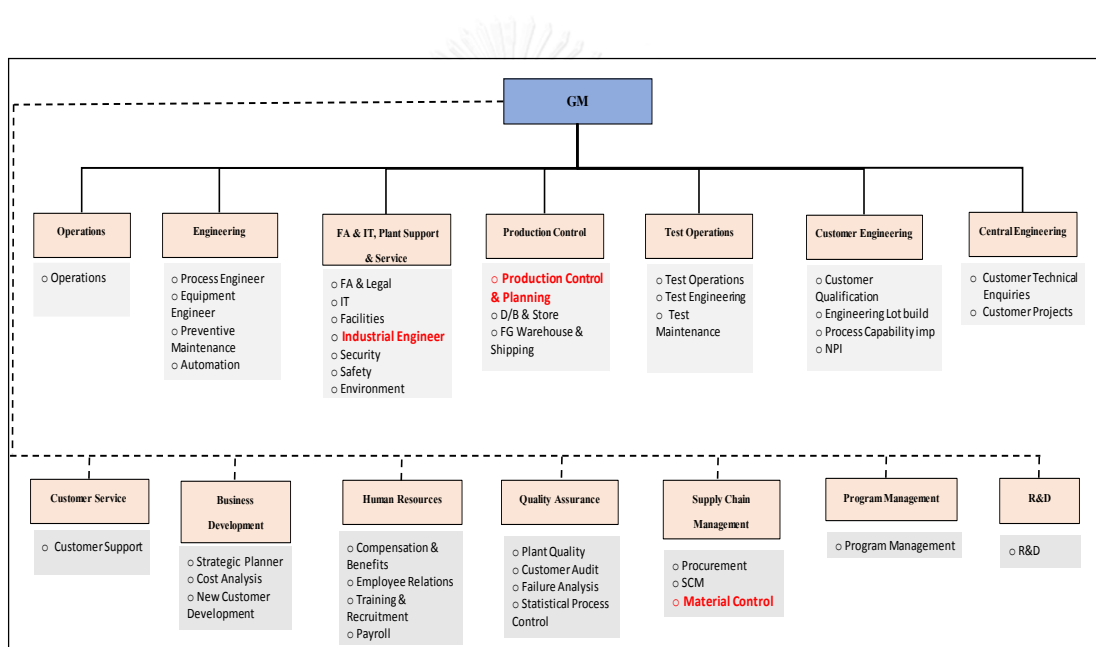 GM
Operations
○ Operations
Engineering
○ Process Engineer
○ Equipment
Engineer
○ Preventive
Maintenance
○ Automation
FA & IT, Plant Support
& Service
○ FA & Legal
○ IT
○ Facilities
○ Industrial Engineer
○ Security
○ Safety
○ Environment
Production Control
○ Production Control
& Planning
○ D/B & Store
○ FG Warehouse &
Shipping
Test Operations
○ Test Operations
○ Test Engineering
○ Test
Maintenance
Customer Engineering
○ Customer
Qualification
○ Engineering Lot build
○ Process Capability imp
○ NPI
Central Engineering
○ Customer Technical
Enquiries
○ Customer Projects
Customer Service
○ Customer Support
Business
Development
○ Strategic Planner
○ Cost Analysis
○ New Customer
Development
Human Resources
○ Compensation &
Benefits
○ Employee Relations
○ Training &
Recruitment
○ Payroll
Quality Assurance
○ Plant Quality
○ Customer Audit
○ Failure Analysis
○ Statistical Process
Control
Supply Chain
Management
○ Procurement
○ SCM
○ Material Control
Program Management
○ Program Management
R&D
○ R&D